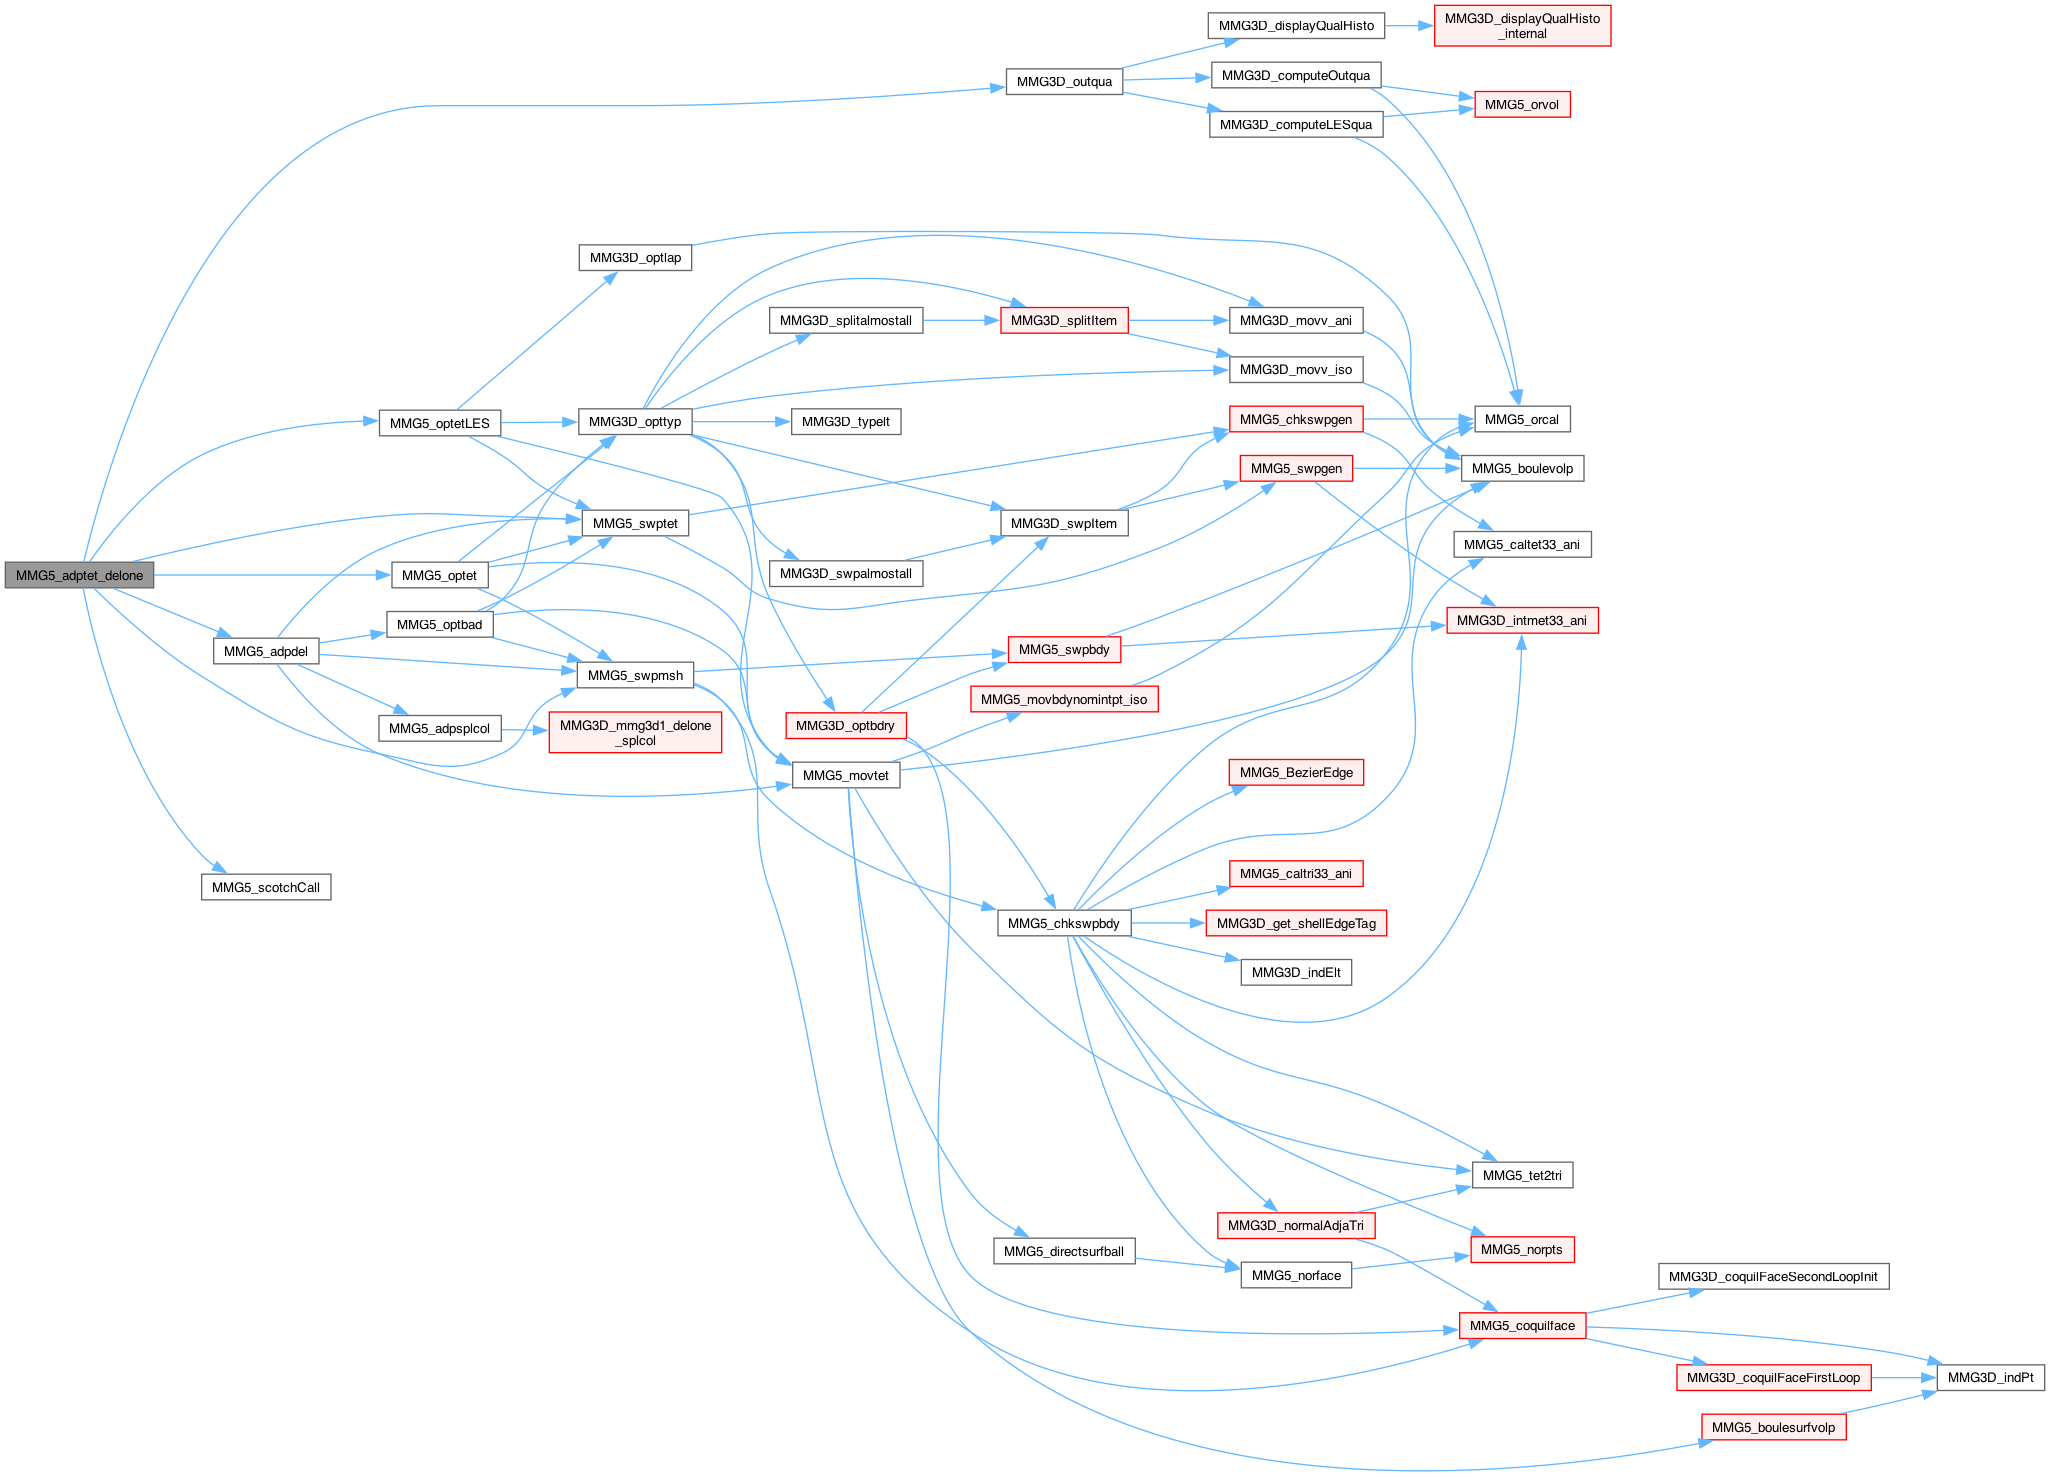 MMG5_adptet_delone
MMG3D_outqua
MMG3D_displayQualHisto
MMG3D_displayQualHisto
_internal
MMG3D_computeOutqua
MMG5_orvol
MMG3D_computeLESqua
MMG3D_optlap
MMG3D_splitalmostall
MMG3D_splitItem
MMG3D_movv_ani
MMG3D_movv_iso
MMG5_optetLES
MMG3D_opttyp
MMG3D_typelt
MMG5_chkswpgen
MMG5_orcal
MMG5_swpgen
MMG5_boulevolp
MMG5_swptet
MMG3D_swpItem
MMG5_caltet33_ani
MMG5_optet
MMG3D_swpalmostall
MMG5_optbad
MMG3D_intmet33_ani
MMG5_adpdel
MMG5_swpbdy
MMG5_swpmsh
MMG5_movbdynomintpt_iso
MMG5_adpsplcol
MMG3D_mmg3d1_delone
_splcol
MMG3D_optbdry
MMG5_movtet
MMG5_BezierEdge
MMG5_scotchCall
MMG5_caltri33_ani
MMG5_chkswpbdy
MMG3D_get_shellEdgeTag
MMG3D_indElt
MMG5_tet2tri
MMG3D_normalAdjaTri
MMG5_directsurfball
MMG5_norpts
MMG5_norface
MMG3D_coquilFaceSecondLoopInit
MMG5_coquilface
MMG3D_coquilFaceFirstLoop
MMG3D_indPt
MMG5_boulesurfvolp